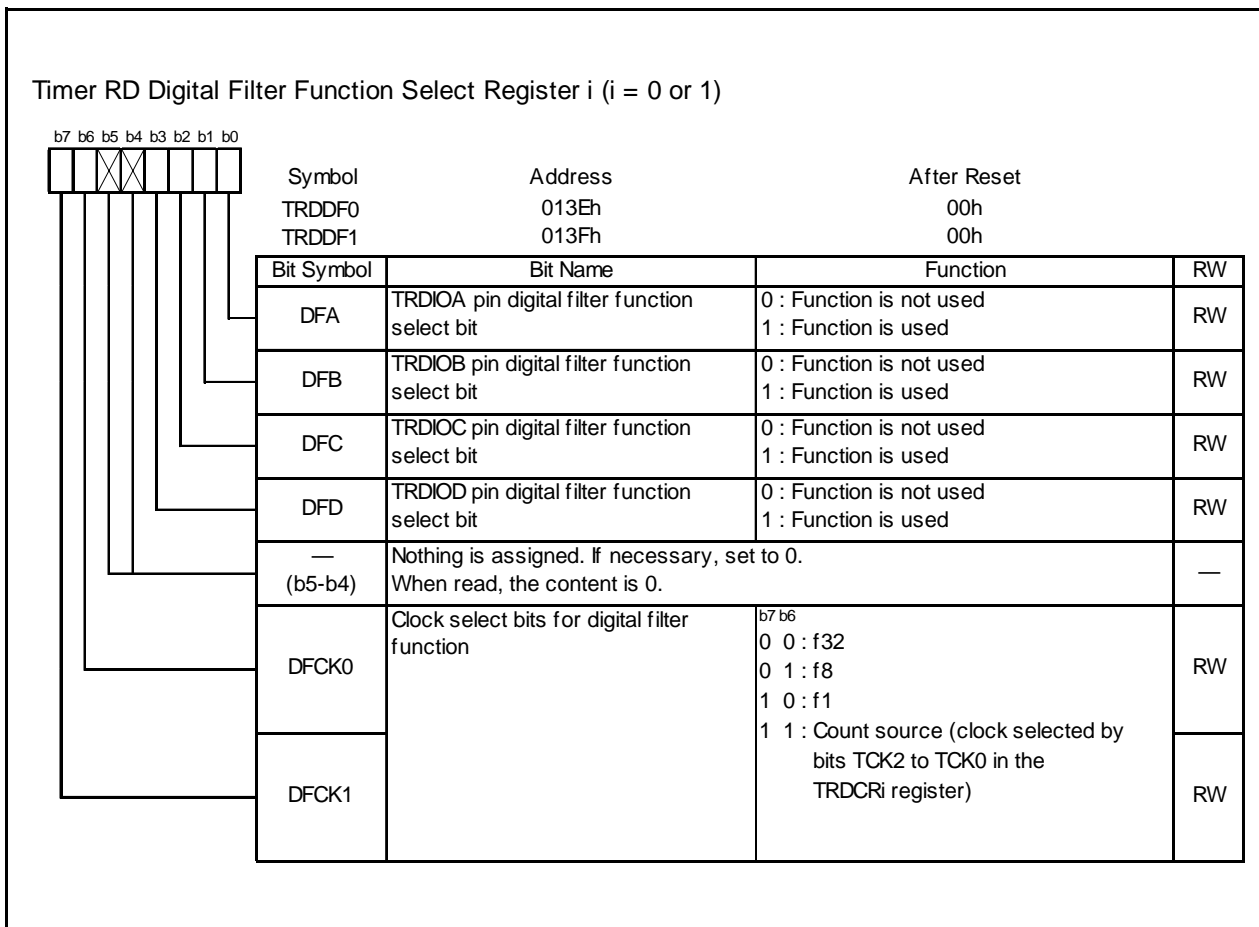 Timer RD Digital Filter Function Select Register i (i = 0 or 1)
b7 b6 b5 b4 b3 b2 b1 b0
Symbol Address After Reset
TRDDF0 013Eh 00h
TRDDF1 013Fh 00h
Bit Symbol Bit Name Function RW
DFA TRDIOA pin digital filter function select bit 0 : Function is not used RW
1 : Function is used
DFB TRDIOB pin digital filter function select bit 0 : Function is not used RW
1 : Function is used
DFC TRDIOC pin digital filter function select bit 0 : Function is not used RW
1 : Function is used
DFD TRDIOD pin digital filter function select bit 0 : Function is not used RW
1 : Function is used
— Nothing is assigned. If necessary, set to 0. —
(b5-b4) When read, the content is 0.
DFCK0 Clock select bits for digital filter function b7 b6 RW
0 0 : f32
0 1 : f8
1 0 : f1
1 1 : Count source (clock selected by
bits TCK2 to TCK0 in the
TRDCRi register)
DFCK1 RW